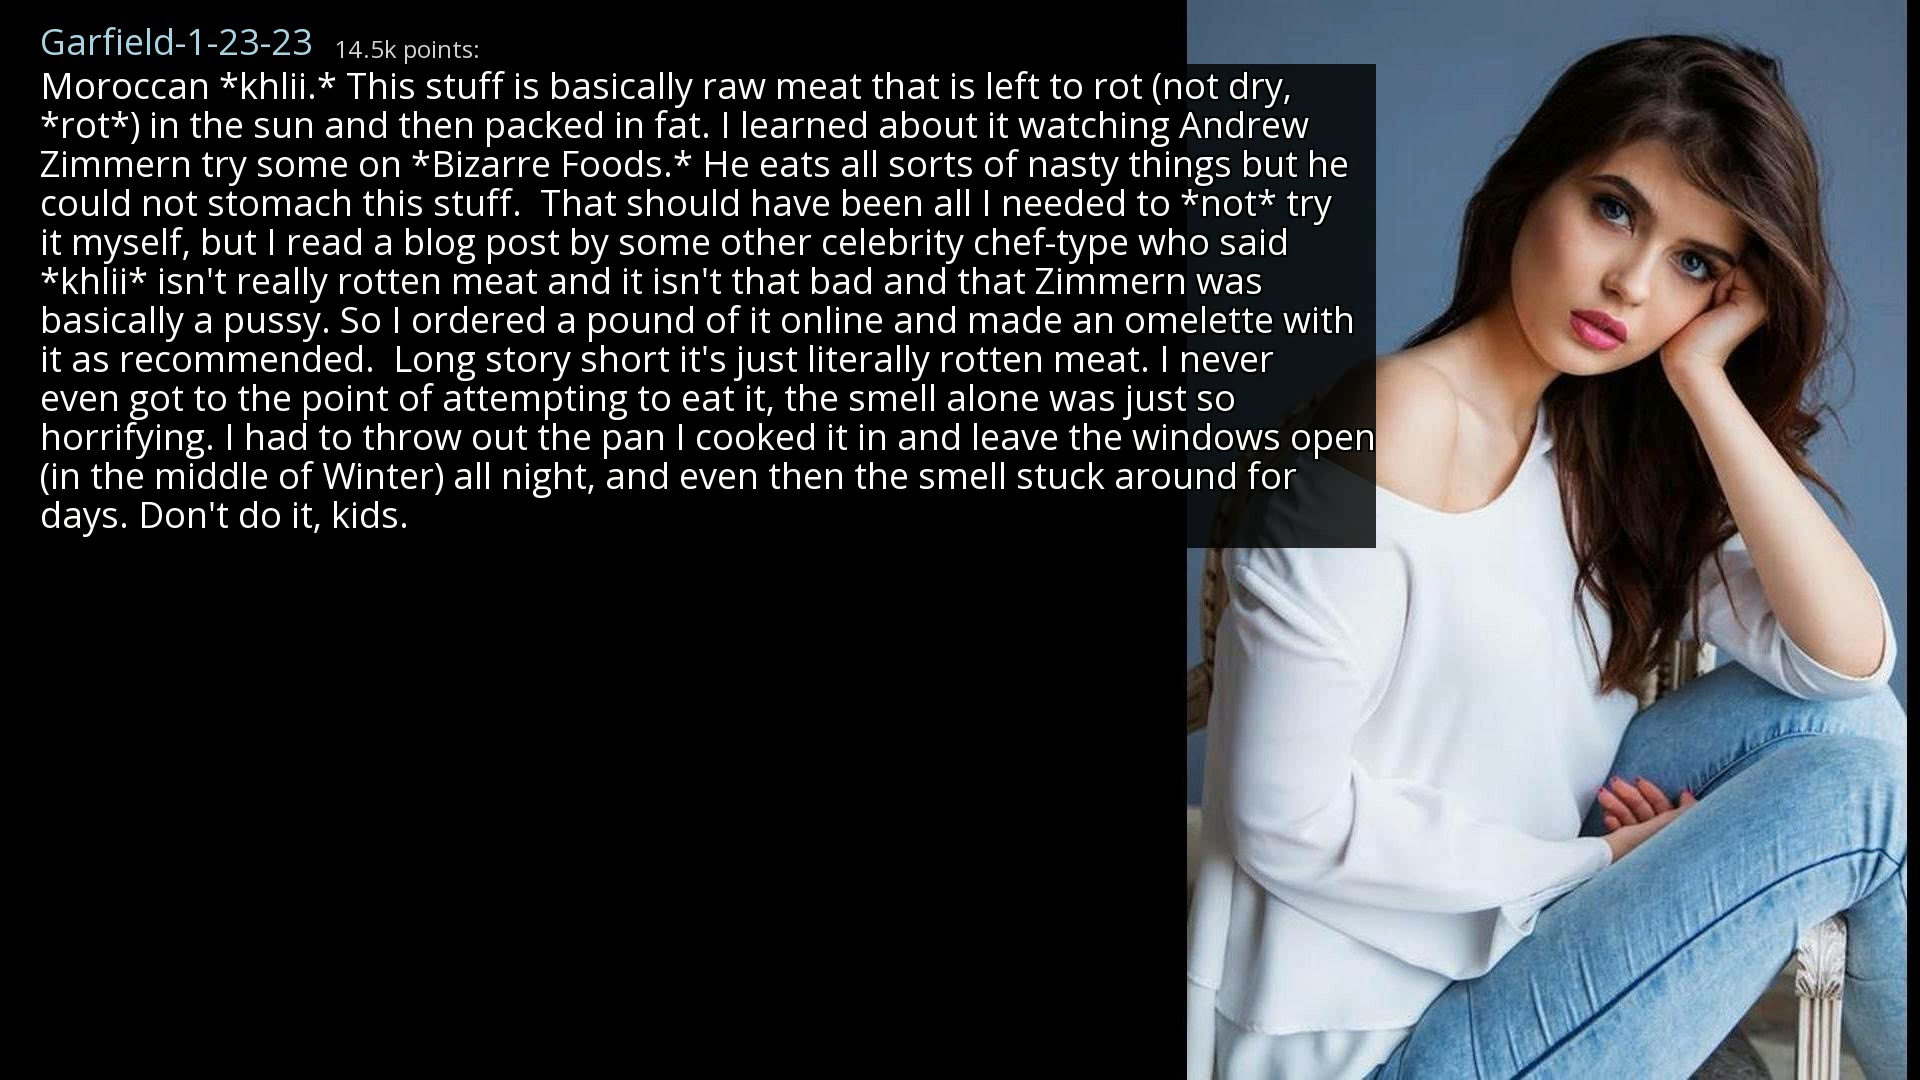 Garfield-1-23-23 14.5k points:
Moroccan *khlii.* This stuff is basically raw meat that is left to rot (not dry,
*rot*) in the sun and then packed in fat. I learned about it watching Andrew
Zimmern try some on *Bizarre Foods.* He eats all sorts of nasty things but he
could not stomach this stuff.  That should have been all I needed to *not* try
it myself, but I read a blog post by some other celebrity chef-type who said
*khlii* isn't really rotten meat and it isn't that bad and that Zimmern was
basically a pussy. So I ordered a pound of it online and made an omelette with
it as recommended.  Long story short it's just literally rotten meat. I never
even got to the point of attempting to eat it, the smell alone was just so
horrifying. I had to throw out the pan I cooked it in and leave the windows open
(in the middle of Winter) all night, and even then the smell stuck around for
days. Don't do it, kids.